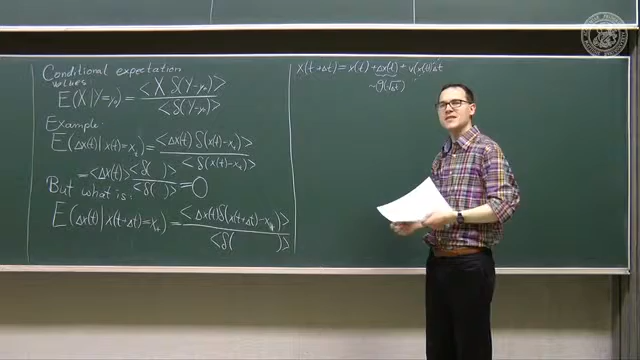 Conditional expectation
values
E(X|Y=y₀) = <X δ(Y-y₀)> / <δ(Y-y₀)>
Example:
E(Δx(t)|x(t)=x₀) = <Δx(t) δ(x(t)-x₀)> / <δ(x(t)-x₀)>
= <Δx(t)> <δ( )> / <δ( )> = 0
But what is:
E(Δx(t)|x(t+Δt)=x₀) = <Δx(t)δ(x(t+Δt)-x₀)> / <δ( )>
x(t+Δt) = x(t) + Δx(t) + v(x(t))Δt
~O(√Δt)